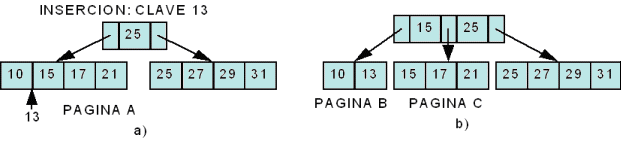 INSERCION: CLAVE 13
25
10 15 17 21
25 27 29 31
13
PAGINA A
a)
15 25
10 13
15 17 21
25 27 29 31
PAGINA B
PAGINA C
b)